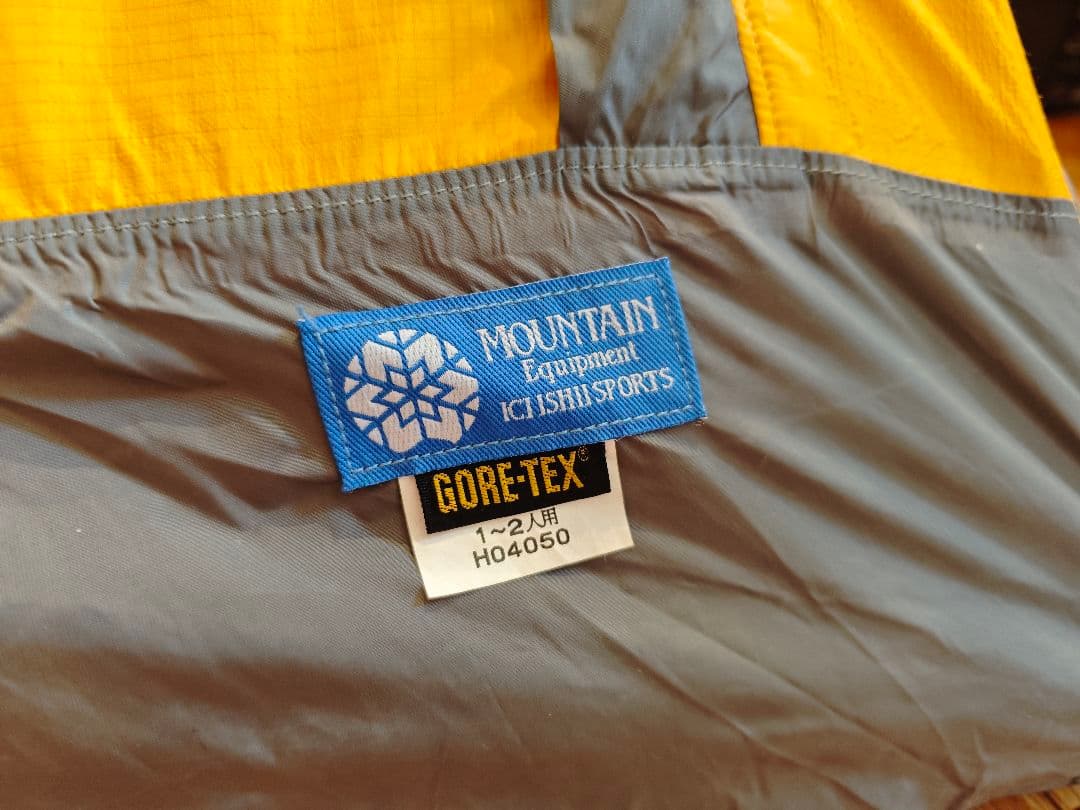 MOUNTAIN
Equipment
ICI ISHII SPORTS
GORE-TEX®
1～2人用
H04050